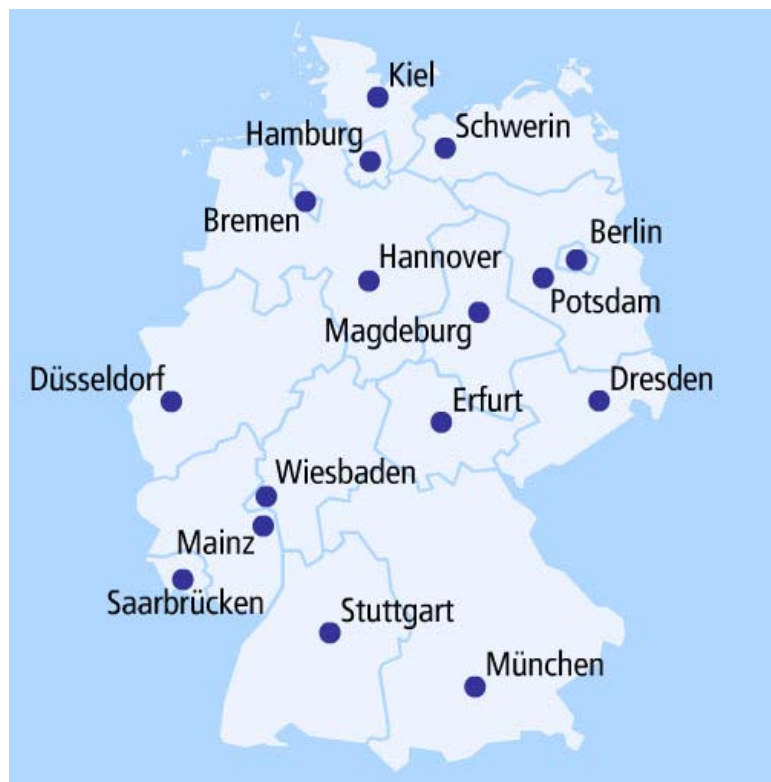 Kiel
Schwerin
Hamburg
Bremen
Berlin
Hannover
Potsdam
Magdeburg
Düsseldorf
Dresden
Erfurt
Wiesbaden
Mainz
Saarbrücken
Stuttgart
München